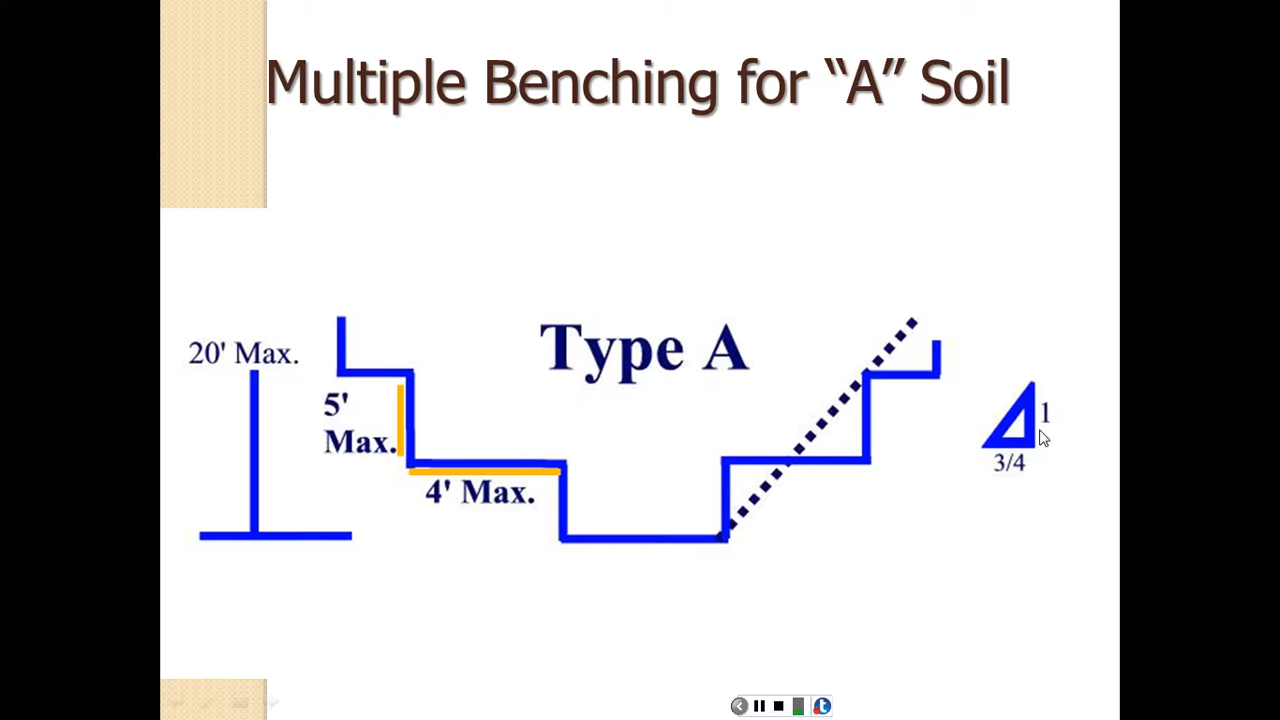 Multiple Benching for “A” Soil
Type A
20' Max.
5'
Max.
4' Max.
1
3/4